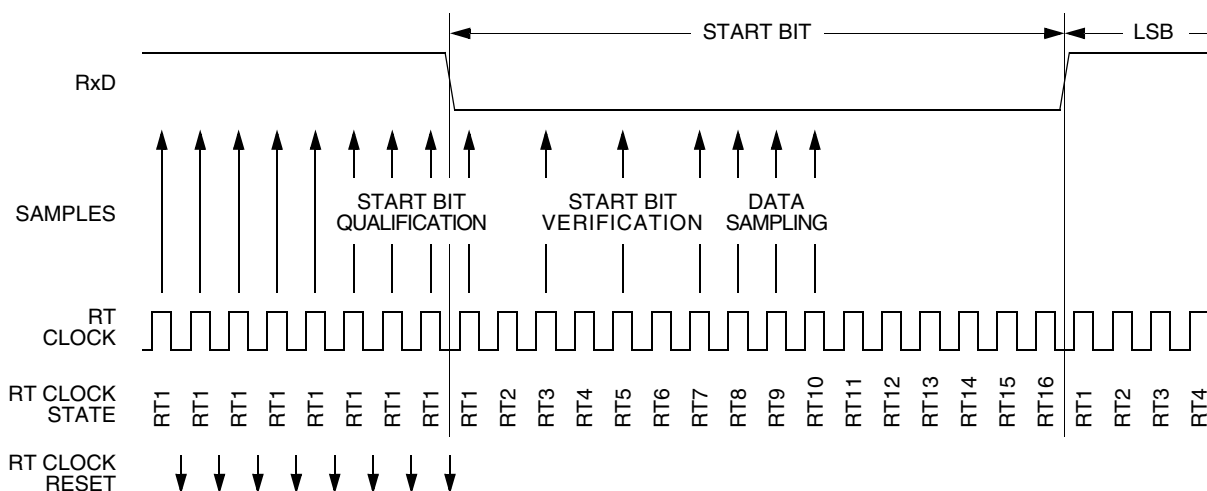 START BIT
LSB
RxD
SAMPLES
START BIT
QUALIFICATION
START BIT
VERIFICATION
DATA
SAMPLING
RT
CLOCK
RT CLOCK
STATE
RT1 RT1 RT1 RT1 RT1 RT1 RT1 RT1 RT1 RT2 RT3 RT4 RT5 RT6 RT7 RT8 RT9 RT10 RT11 RT12 RT13 RT14 RT15 RT16 RT1 RT2 RT3 RT4
RT CLOCK
RESET